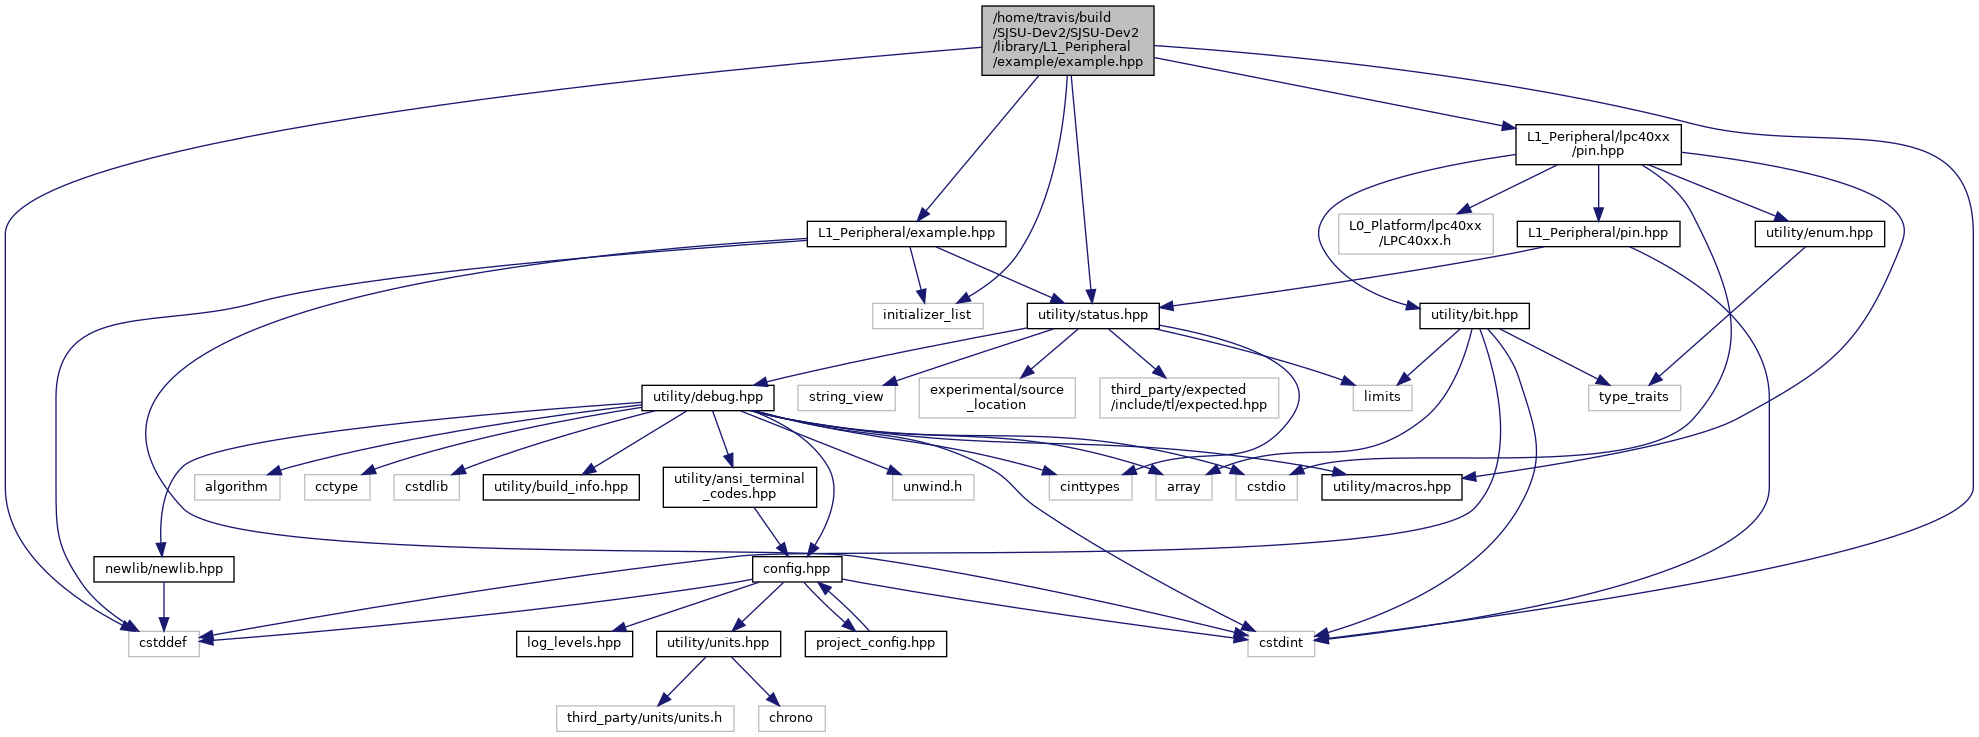 /home/travis/build
/SJSU-Dev2/SJSU-Dev2
/library/L1_Peripheral
/example/example.hpp
L1_Peripheral/lpc40xx
/pin.hpp
L1_Peripheral/example.hpp
L0_Platform/lpc40xx
/LPC40xx.h
L1_Peripheral/pin.hpp
utility/enum.hpp
initializer_list
utility/status.hpp
utility/bit.hpp
utility/debug.hpp
string_view
experimental/source
_location
third_party/expected
/include/tl/expected.hpp
limits
type_traits
algorithm
cctype
cstdlib
utility/build_info.hpp
utility/ansi_terminal
_codes.hpp
unwind.h
cinttypes
array
cstdio
utility/macros.hpp
newlib/newlib.hpp
config.hpp
cstddef
log_levels.hpp
utility/units.hpp
project_config.hpp
cstdint
third_party/units/units.h
chrono